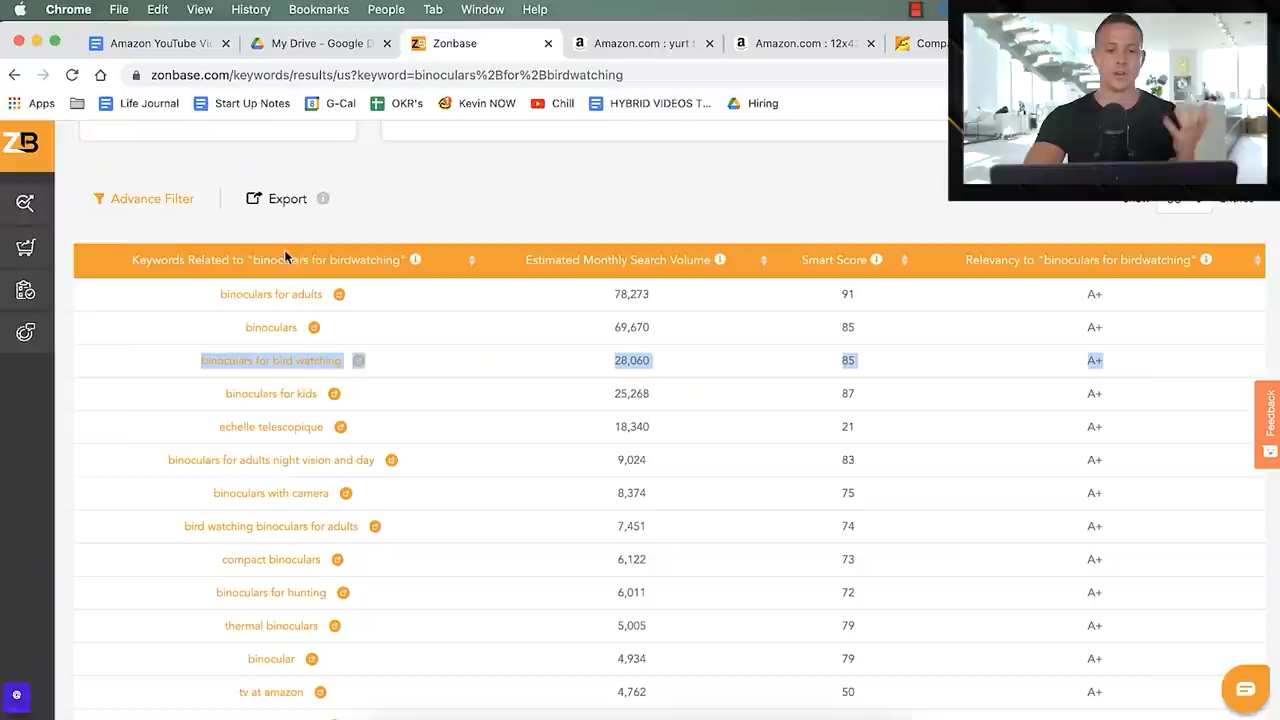 Chrome File Edit View History Bookmarks People Tab Window Help
Amazon YouTube Vi
My Drive - Google D
Zonbase
Amazon.com : yurt t
Amazon.com : 12x4
Comp
zonbase.com/keywords/results/us?keyword=binoculars%2Bfor%2Bbirdwatching
Apps Life Journal Start Up Notes G-Cal OKR's Kevin NOW Chill HYBRID VIDEOS T... Hiring
ZB
Advance Filter Export
Keywords Related to "binoculars for birdwatching" Estimated Monthly Search Volume Smart Score Relevancy to "binoculars for birdwatching"
binoculars for adults 78,273 91 A+
binoculars 69,670 85 A+
binoculars for bird watching 28,060 85 A+
binoculars for kids 25,268 87 A+
echelle telescopique 18,340 21 A+
binoculars for adults night vision and day 9,024 83 A+
binoculars with camera 8,374 75 A+
bird watching binoculars for adults 7,451 74 A+
compact binoculars 6,122 73 A+
binoculars for hunting 6,011 72 A+
thermal binoculars 5,005 79 A+
binocular 4,934 79 A+
tv at amazon 4,762 50 A+
Feedback